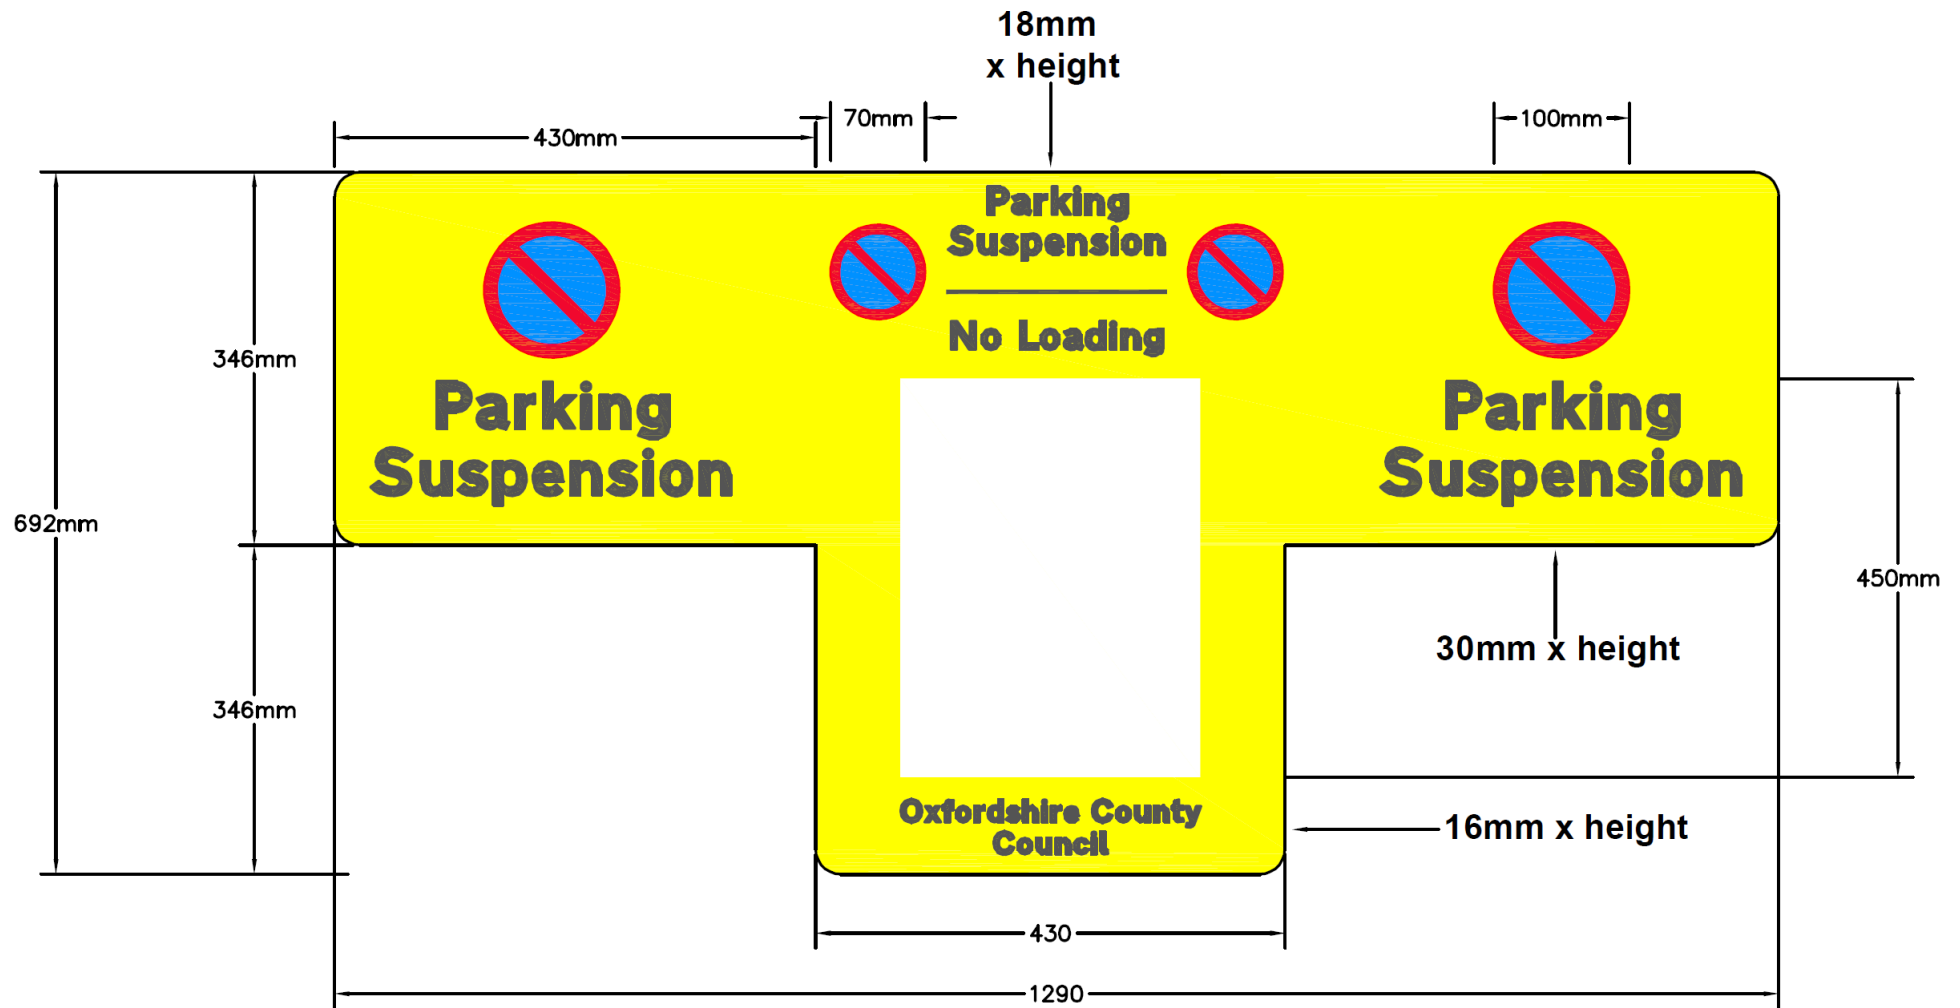 18mm
x height
70mm
100mm
430mm
Parking
Suspension
No Loading
346mm
Parking
Suspension
Parking
Suspension
692mm
450mm
30mm x height
346mm
Oxfordshire County
Council
16mm x height
430
1290